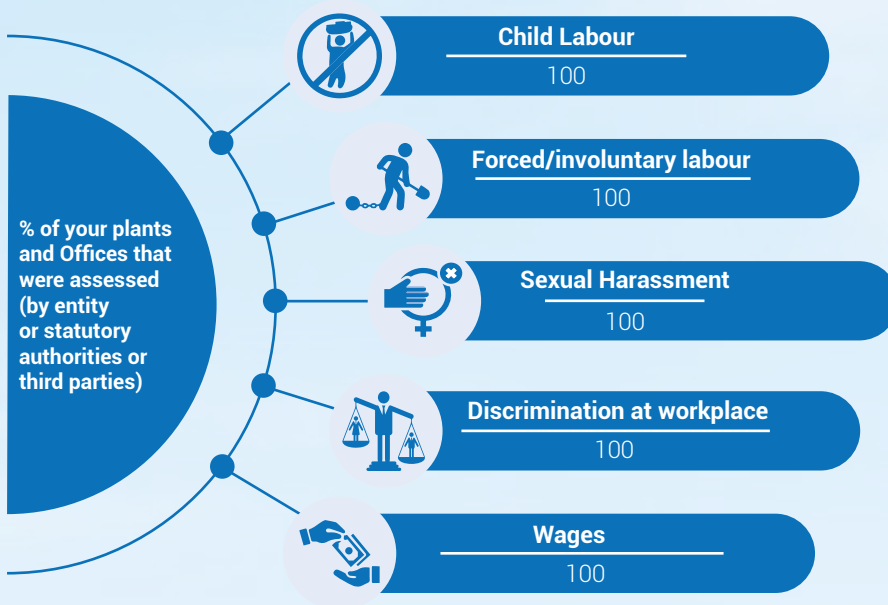 % of your plants
and Offices that
were assessed
(by entity
or statutory
authorities or
third parties)
Child Labour
100
Forced/involuntary labour
100
Sexual Harassment
100
Discrimination at workplace
100
Wages
100